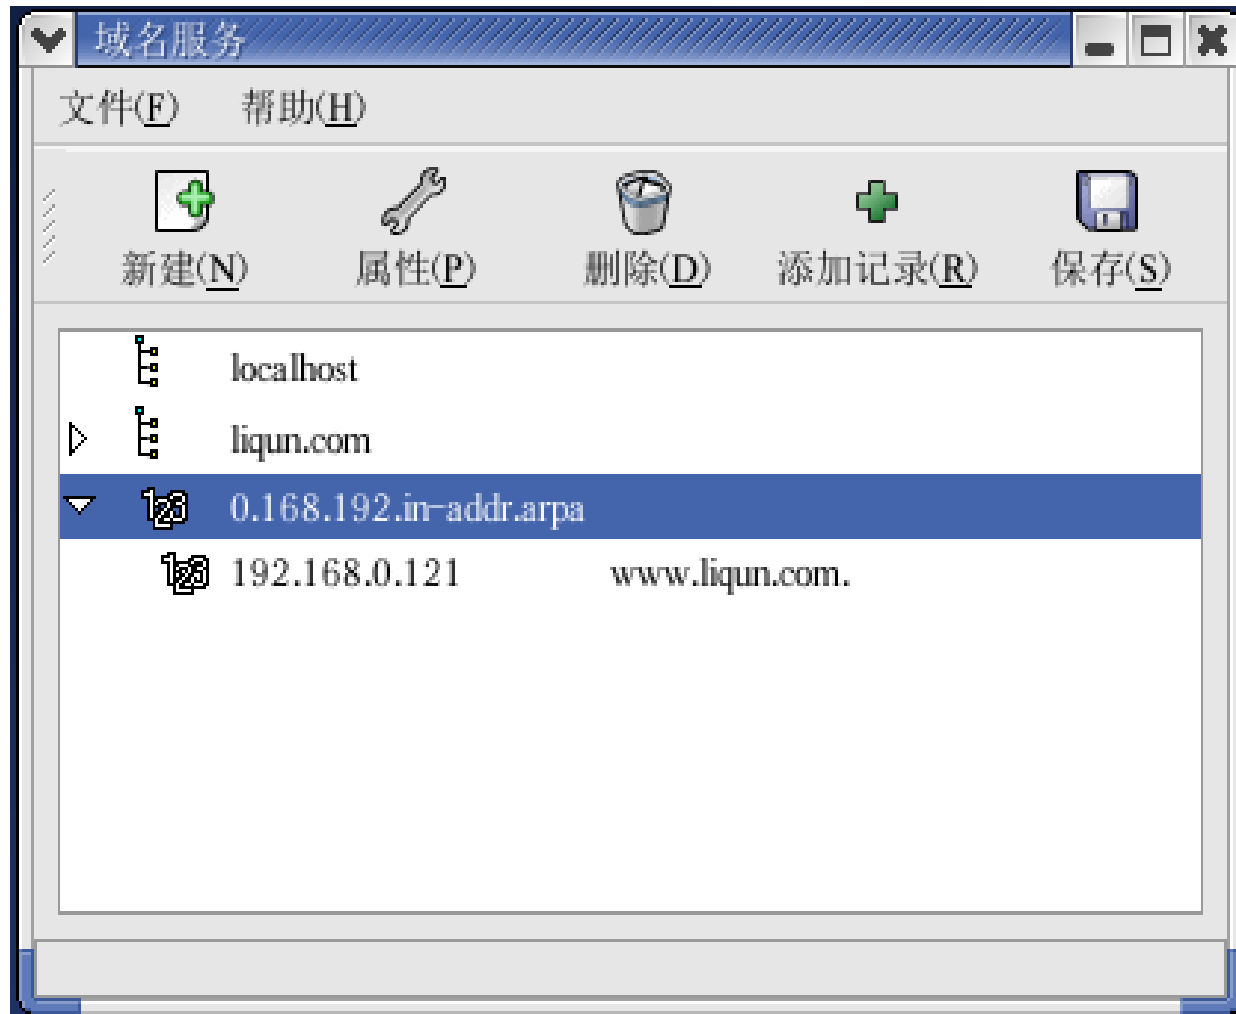 域名服务
文件(F) 帮助(H)
新建(N) 属性(P) 删除(D) 添加记录(R) 保存(S)
localhost
liqun.com
0.168.192.in-addr.arpa
192.168.0.121 www.liqun.com.